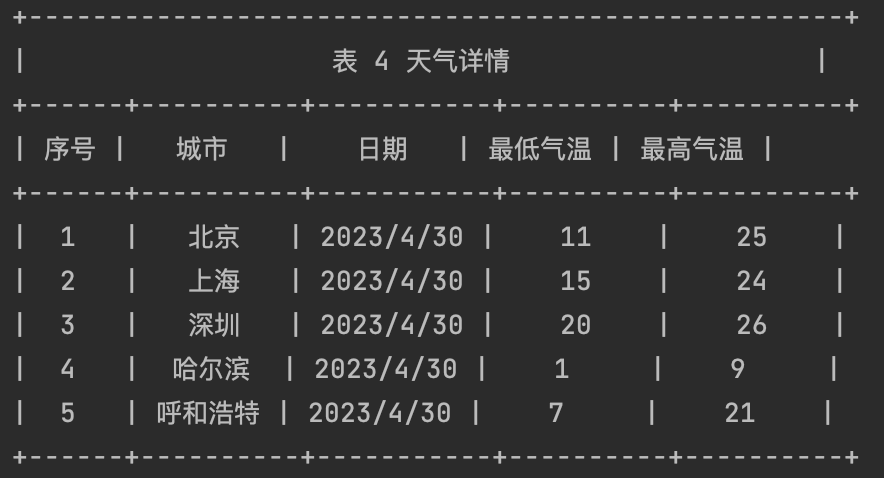 +---------------------------------------------------+
|                   表 4 天气详情                   |
+------+----------+------------+----------+----------+
| 序号 |   城市   |    日期    | 最低气温 | 最高气温 |
+------+----------+------------+----------+----------+
|  1   |   北京   | 2023/4/30 |    11    |    25    |
|  2   |   上海   | 2023/4/30 |    15    |    24    |
|  3   |   深圳   | 2023/4/30 |    20    |    26    |
|  4   |  哈尔滨  | 2023/4/30 |    1     |    9     |
|  5   | 呼和浩特 | 2023/4/30 |    7     |    21    |
+------+----------+------------+----------+----------+